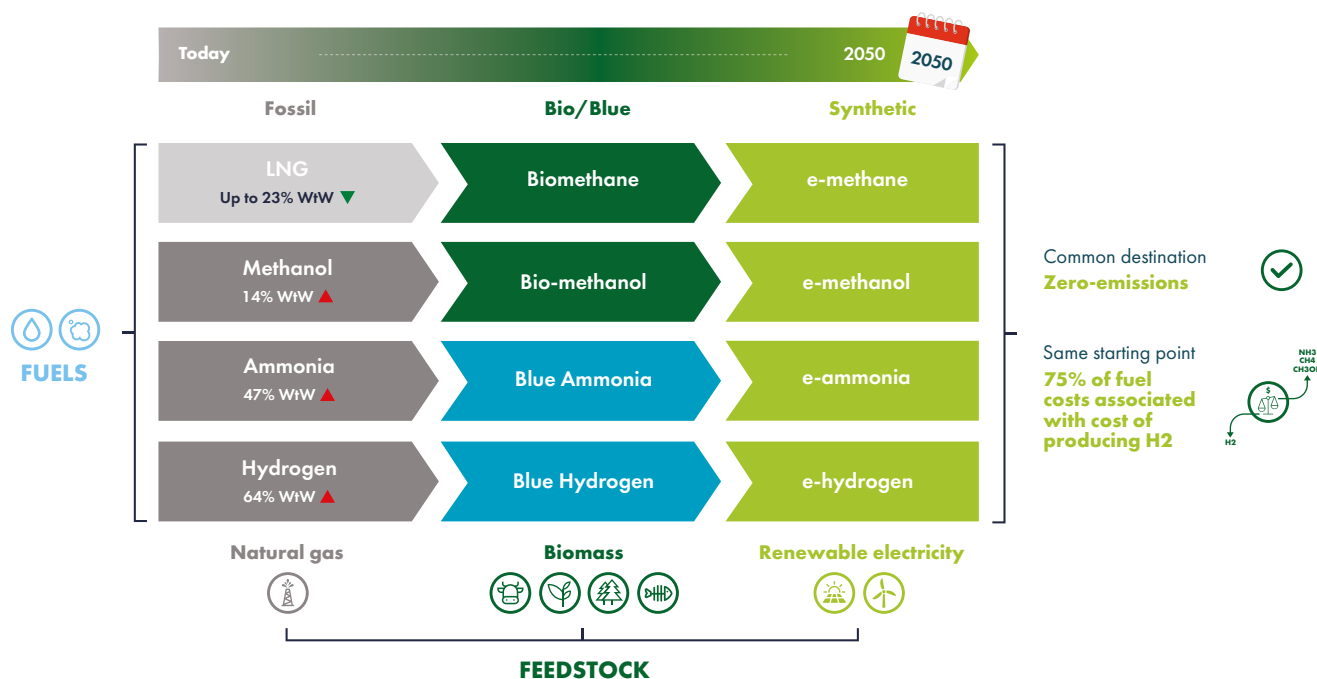 Today
2050
2050
Fossil
Bio/Blue
Synthetic
LNG
Up to 23% WtW
Biomethane
e-methane
Methanol
14% WtW
Bio-methanol
e-methanol
Ammonia
47% WtW
Blue Ammonia
e-ammonia
Hydrogen
64% WtW
Blue Hydrogen
e-hydrogen
FUELS
Common destination
Zero-emissions
Same starting point
75% of fuel
costs associated
with cost of
producing H2
NH3
CH4
CH3O
$
H2
Natural gas
Biomass
Renewable electricity
FEEDSTOCK